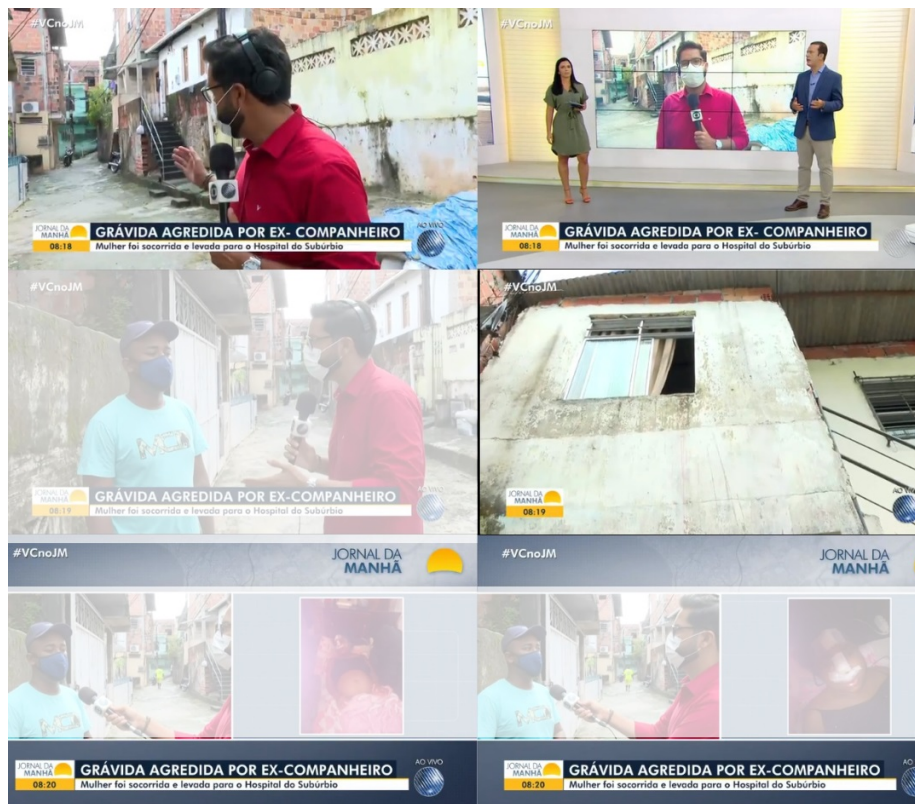 #VCnoJM
JORNAL DA
MANHÃ
08:18
GRÁVIDA AGREDIDA POR EX- COMPANHEIRO
Mulher foi socorrida e levada para o Hospital do Subúrbio
AO VIVO
#VCnoJM
JORNAL DA
MANHÃ
08:18
GRÁVIDA AGREDIDA POR EX- COMPANHEIRO
Mulher foi socorrida e levada para o Hospital do Subúrbio
#VCnoJM
JORNAL DA
MANHÃ
08:19
GRÁVIDA AGREDIDA POR EX-COMPANHEIRO
Mulher foi socorrida e levada para o Hospital do Subúrbio
#VCnoJM
JORNAL DA
MANHÃ
08:19
#VCnoJM
JORNAL DA
MANHÃ
JORNAL DA
MANHÃ
08:20
GRÁVIDA AGREDIDA POR EX-COMPANHEIRO
Mulher foi socorrida e levada para o Hospital do Subúrbio
AO VIVO
#VCnoJM
JORNAL DA
MANHÃ
JORNAL DA
MANHÃ
08:20
GRÁVIDA AGREDIDA POR EX-COMPANHEIRO
Mulher foi socorrida e levada para o Hospital do Subúrbio